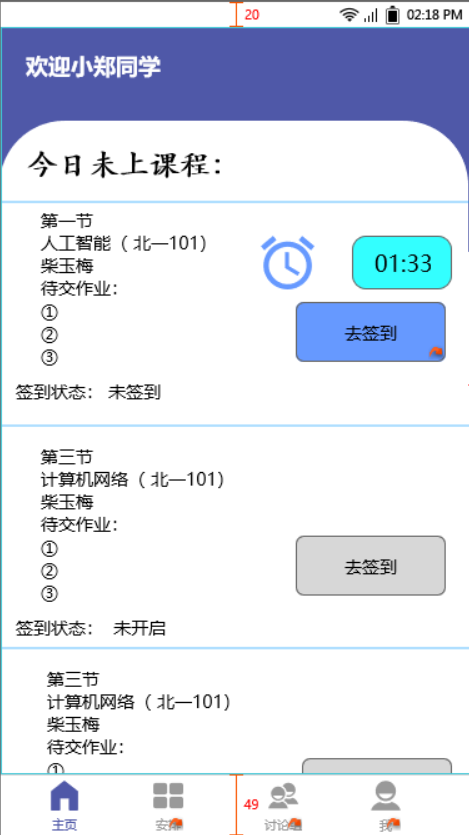 20
02:18 PM
欢迎小郑同学
今日未上课程：
第一节
人工智能（北—101）
柴玉梅
待交作业：
①
②
③
01:33
去签到
签到状态： 未签到
第三节
计算机网络（北—101）
柴玉梅
待交作业：
①
②
③
去签到
签到状态： 未开启
第三节
计算机网络（北—101）
柴玉梅
待交作业：
①
49
主页
安排
讨论组
我